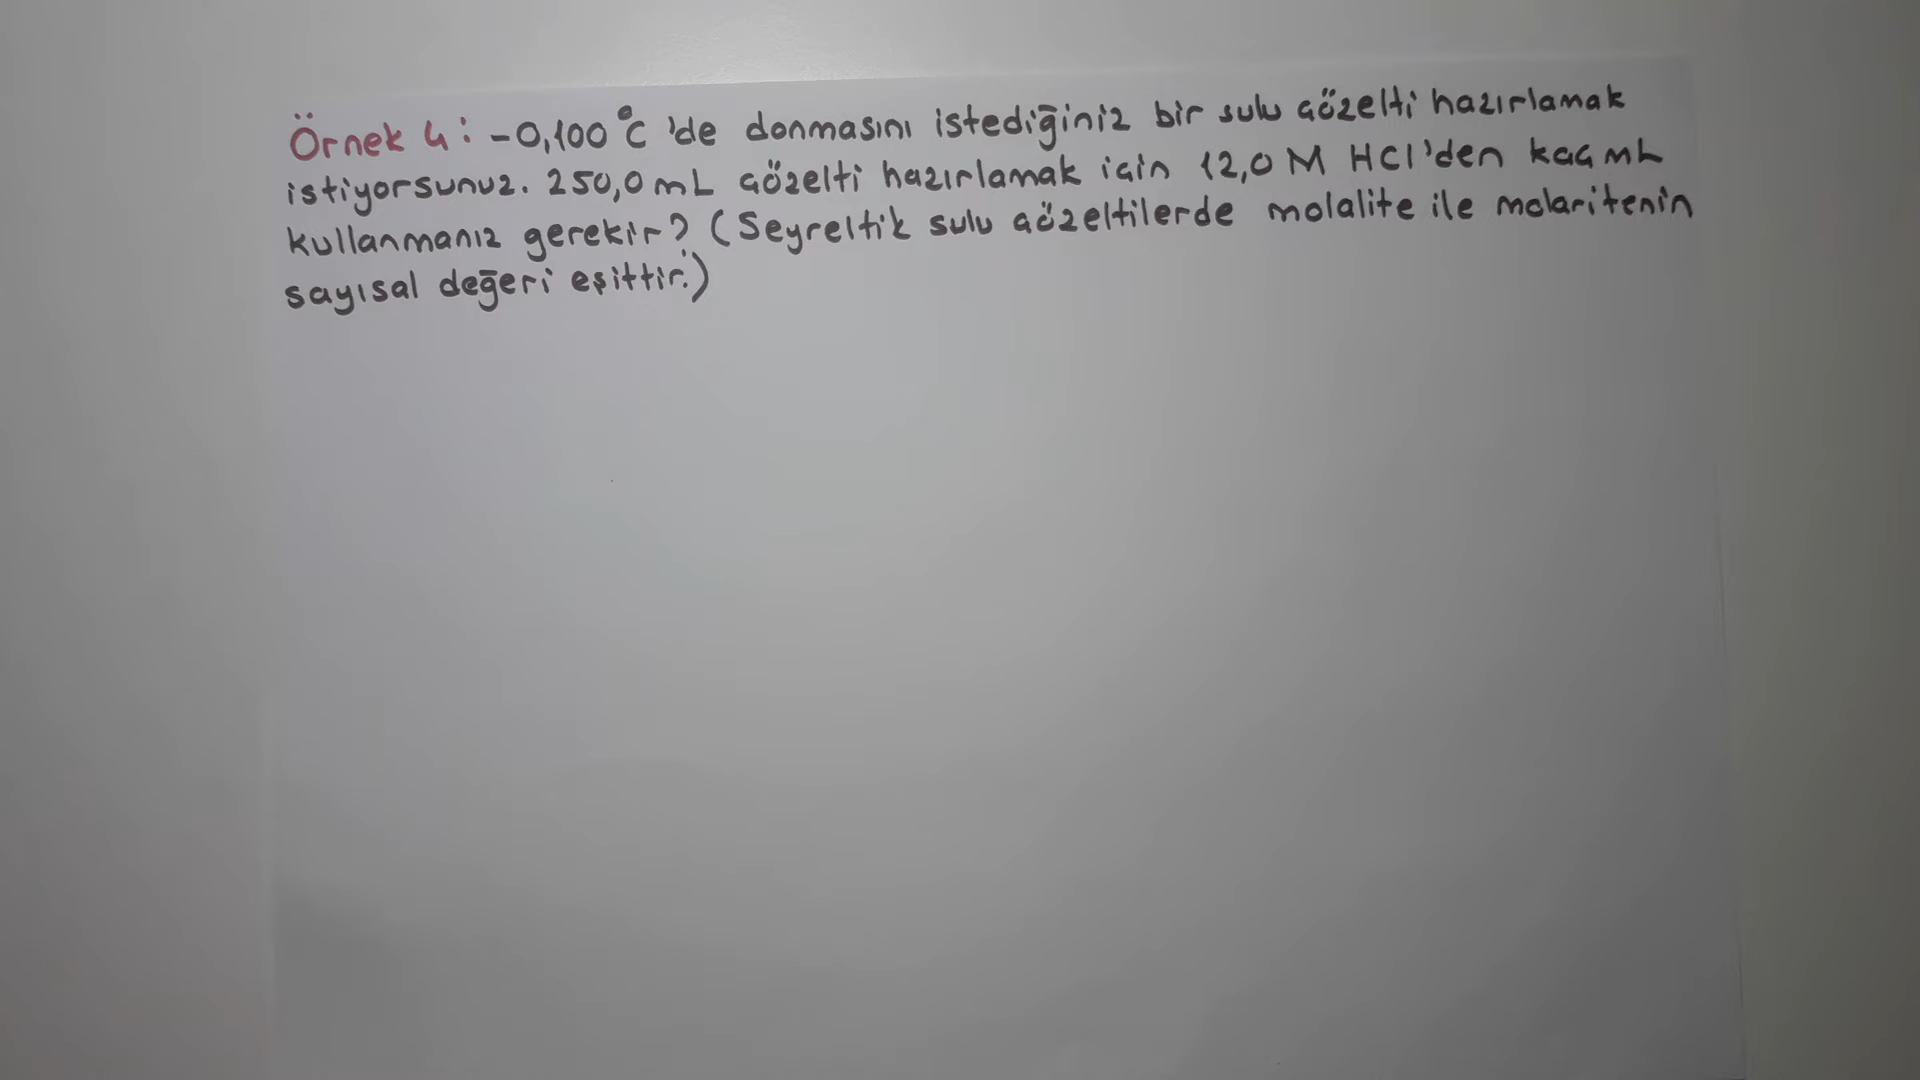 Örnek 4: -0,100 °C 'de donmasını istediğiniz bir sulu çözelti hazırlamak
istiyorsunuz. 250,0 mL çözelti hazırlamak için 12,0 M HCl'den kaç mL
kullanmanız gerekir? (Seyreltik sulu çözeltilerde molalite ile molaritenin
sayısal değeri eşittir.)